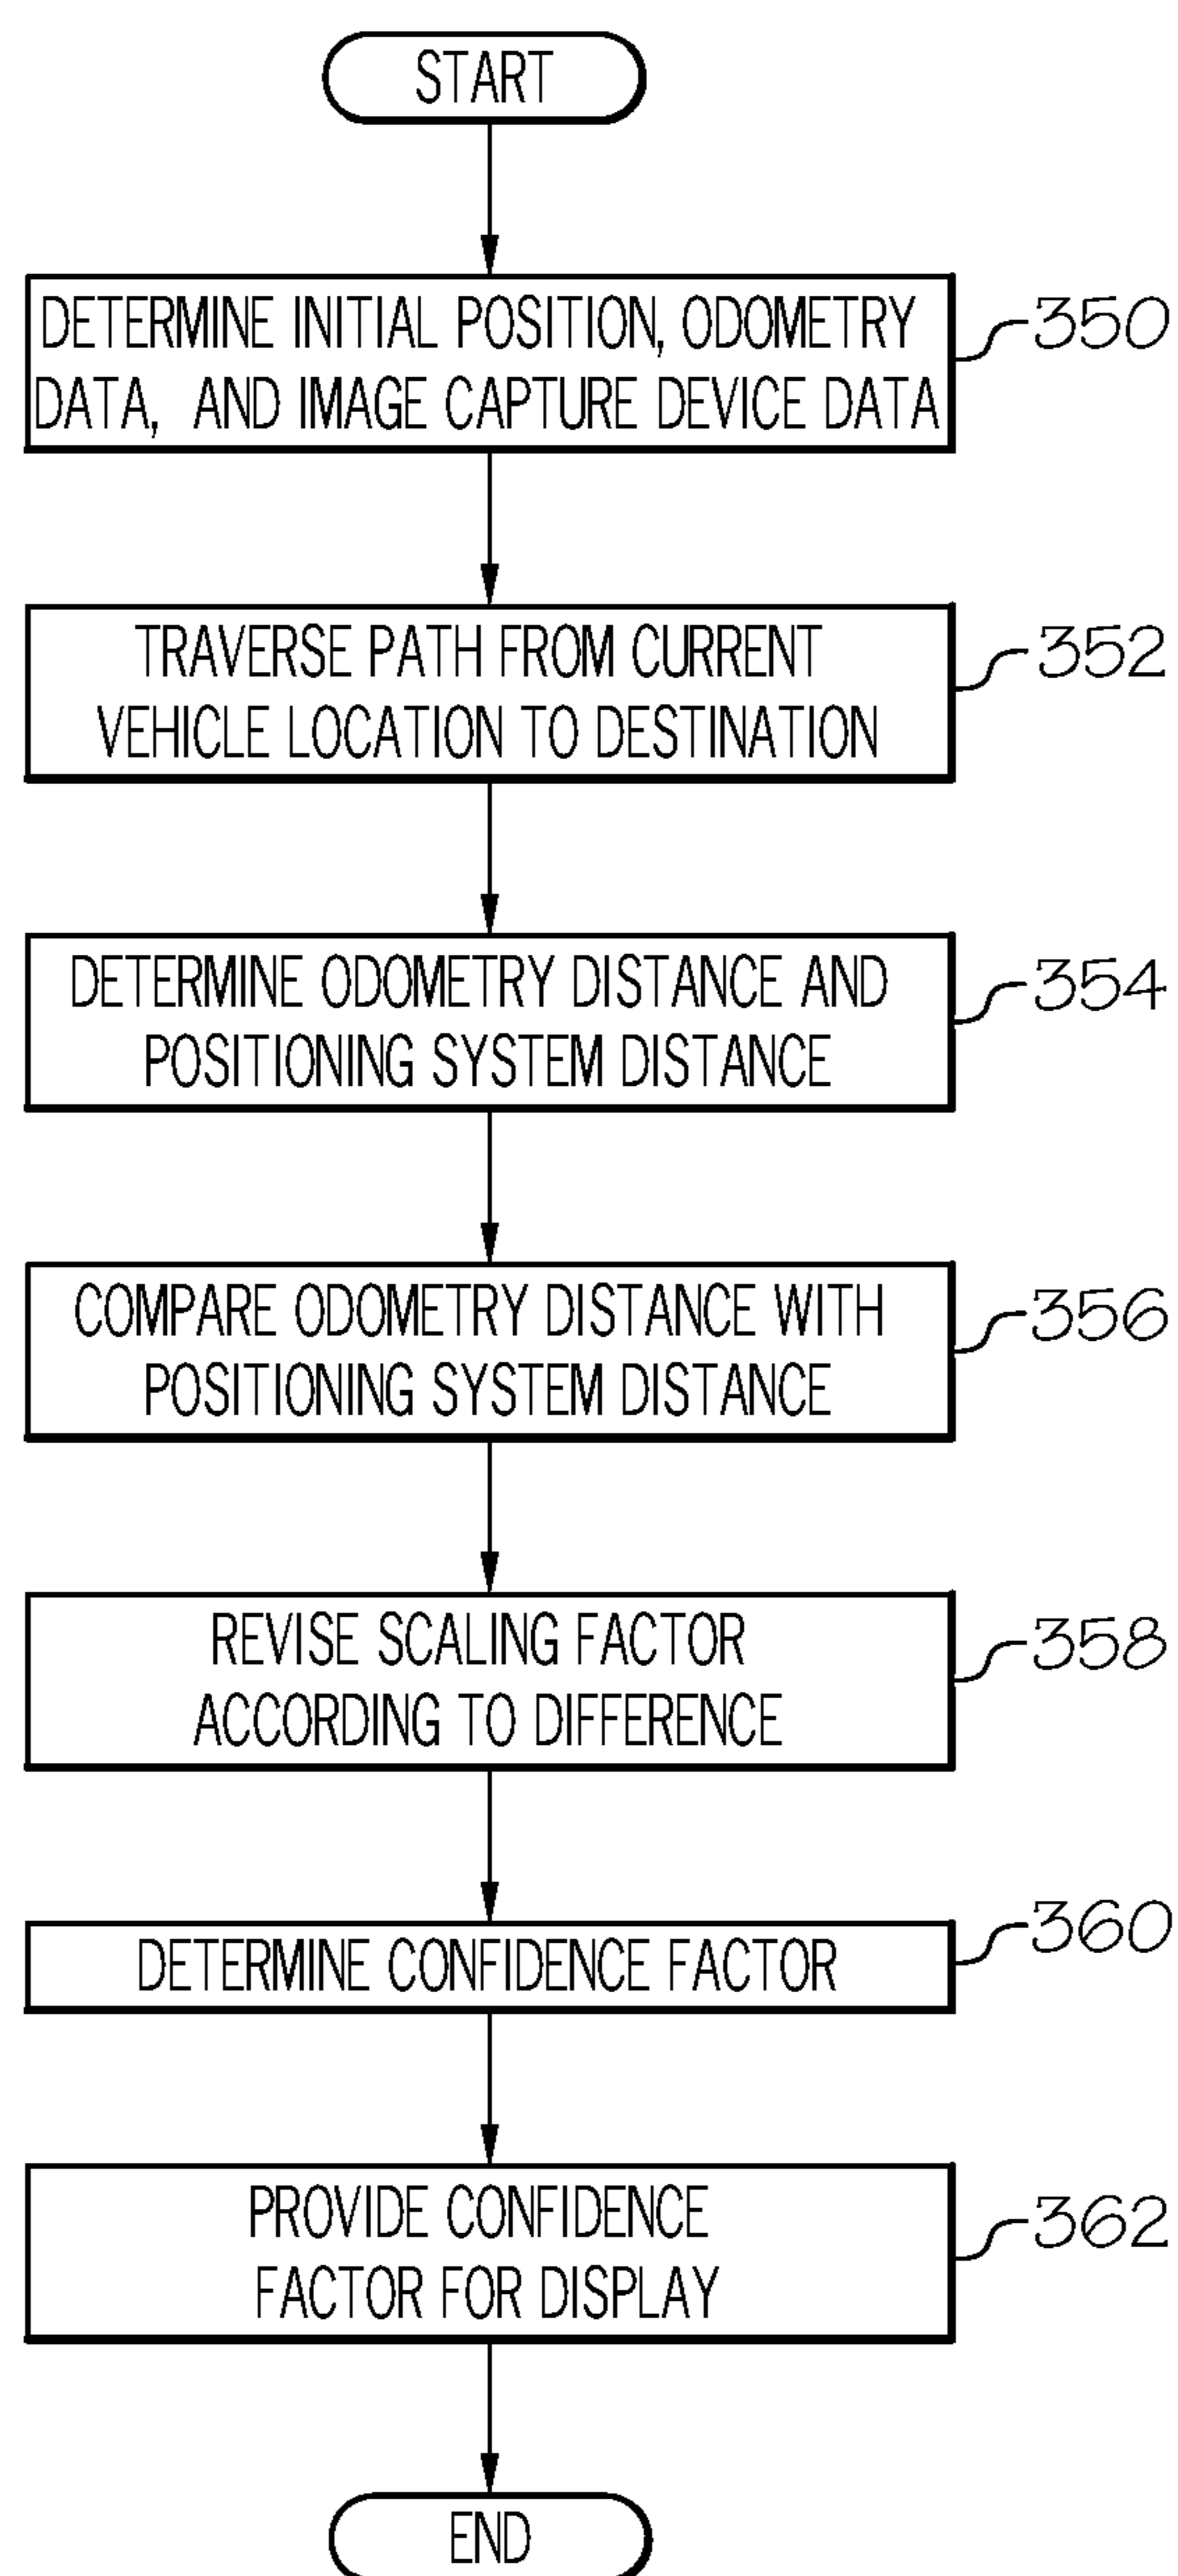 START
DETERMINE INITIAL POSITION, ODOMETRY
DATA, AND IMAGE CAPTURE DEVICE DATA
350
TRAVERSE PATH FROM CURRENT
VEHICLE LOCATION TO DESTINATION
352
DETERMINE ODOMETRY DISTANCE AND
POSITIONING SYSTEM DISTANCE
354
COMPARE ODOMETRY DISTANCE WITH
POSITIONING SYSTEM DISTANCE
356
REVISE SCALING FACTOR
ACCORDING TO DIFFERENCE
358
DETERMINE CONFIDENCE FACTOR
360
PROVIDE CONFIDENCE
FACTOR FOR DISPLAY
362
END